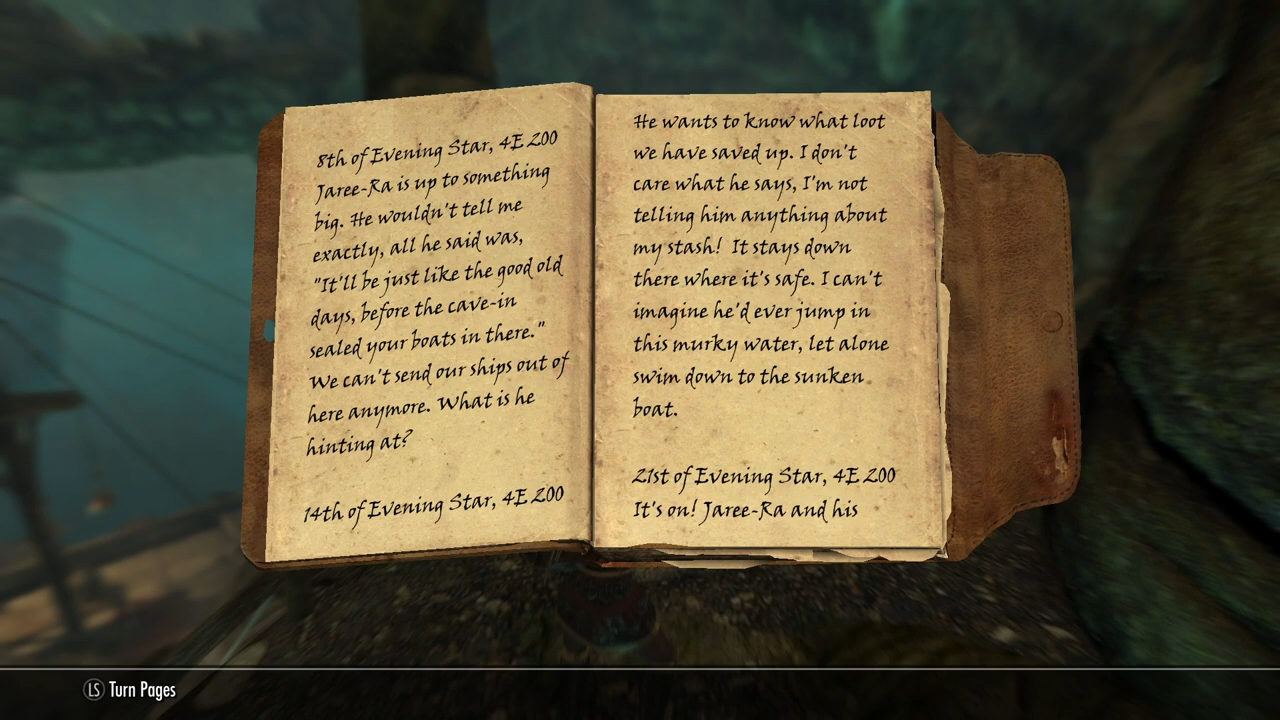 8th of Evening Star, 4E 200
Jaree-Ra is up to something
big. He wouldn't tell me
exactly, all he said was,
"It'll be just like the good old
days, before the cave-in
sealed your boats in there."
We can't send our ships out of
here anymore. What is he
hinting at?
14th of Evening Star, 4E 200
He wants to know what loot
we have saved up. I don't
care what he says, I'm not
telling him anything about
my stash! It stays down
there where it's safe. I can't
imagine he'd ever jump in
this murky water, let alone
swim down to the sunken
boat.
21st of Evening Star, 4E 200
It's on! Jaree-Ra and his
LS Turn Pages